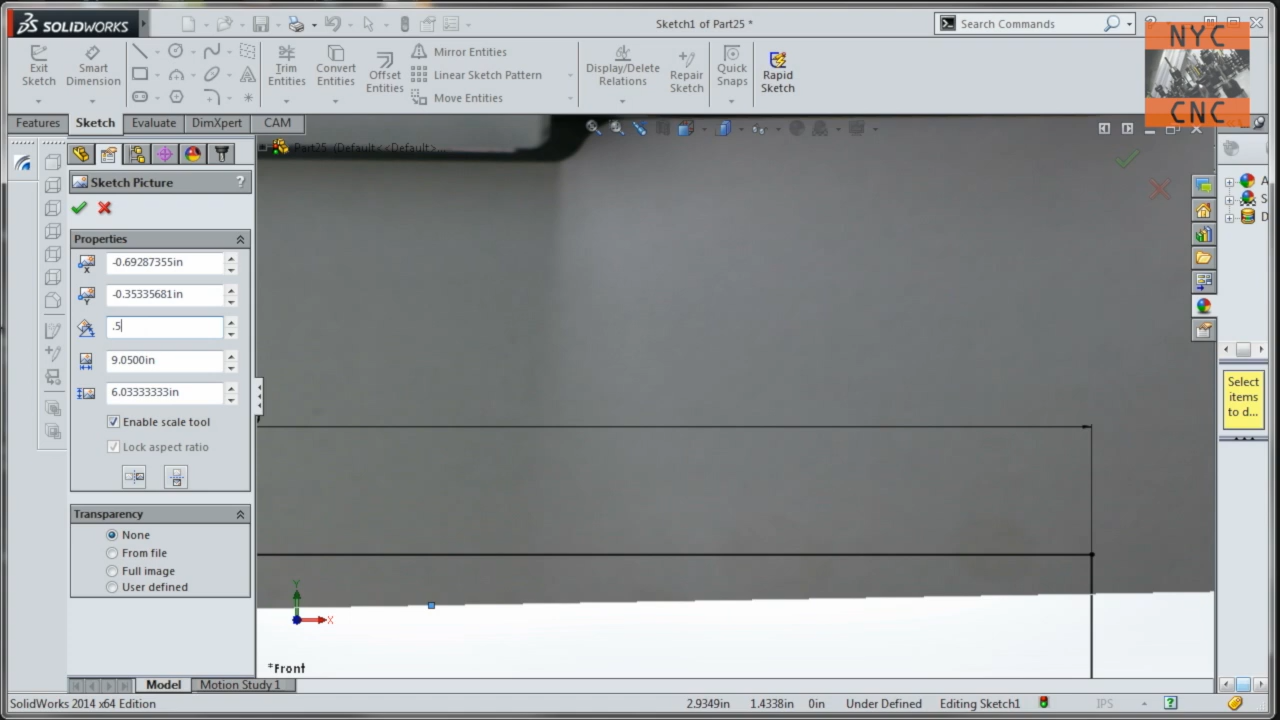 SOLIDWORKS
Sketch1 of Part25 *
Search Commands
?
NYC
CNC
Exit Sketch
Smart Dimension
Trim Entities
Convert Entities
Offset Entities
Mirror Entities
Linear Sketch Pattern
Move Entities
Display/Delete Relations
Repair Sketch
Quick Snaps
Rapid Sketch
Features
Sketch
Evaluate
DimXpert
CAM
Part25 (Default<<Default>...
Sketch Picture
?
Properties
-0.69287355in
-0.35335681in
.5
9.0500in
6.03333333in
Enable scale tool
Lock aspect ratio
Transparency
None
From file
Full image
User defined
A
S
D
Select
items
to d...
Y
X
*Front
Model
Motion Study 1
SolidWorks 2014 x64 Edition
2.9349in
1.4338in
0in
Under Defined
Editing Sketch1
IPS
?